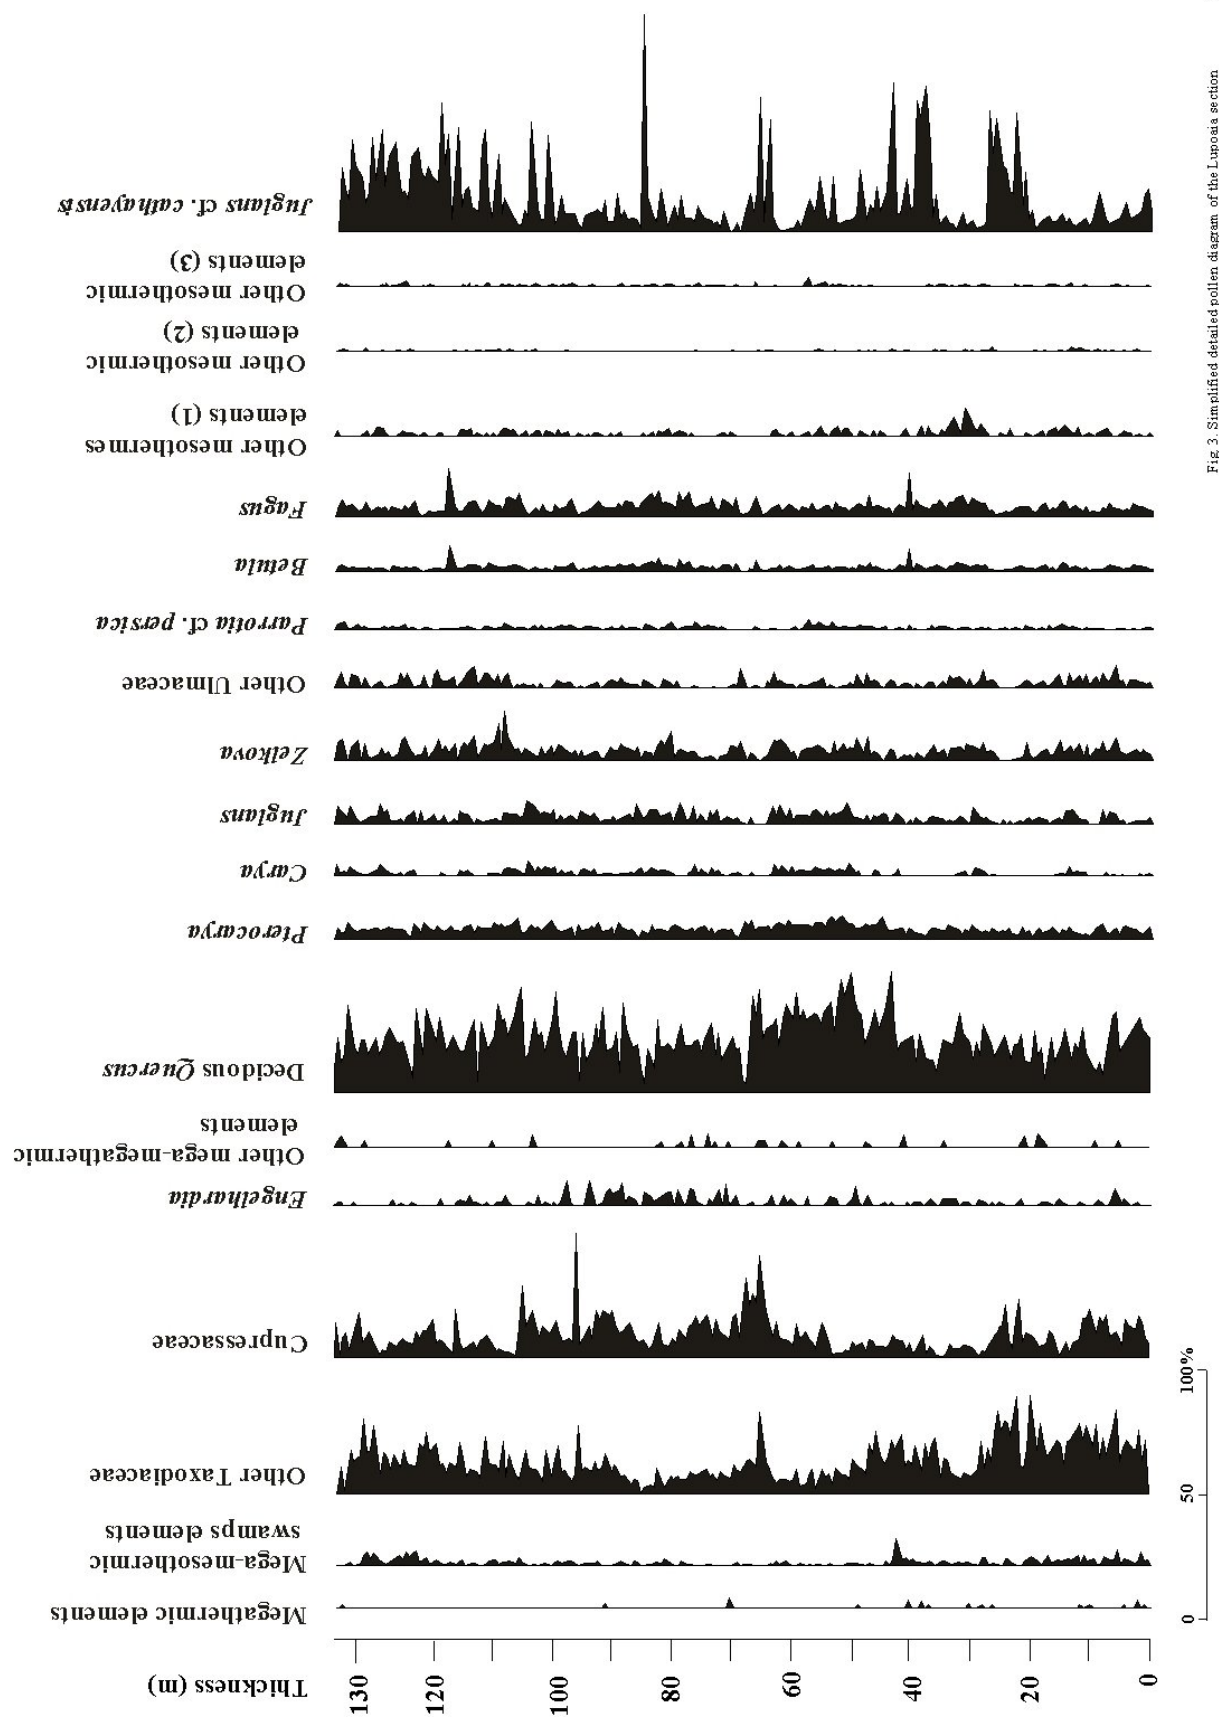 Juglans cf. cathayensis
Other mesothermic
elements (3)
Other mesothermic
elements (2)
Other mesothermes
elements (1)
Fagus
Betula
Parrotia cf. persica
Other Ulmaceae
Zelkova
Juglans
Carya
Pterocarya
Decidous Quercus
Other mega-megathermic
elements
Engelhardia
Cupressaceae
Other Taxodiaceae
Mega-mesothermic
swamps elements
Megathermic elements
Thickness (m)
130
120
100
80
60
40
20
0
0
50
100%
Fig. 3. Simplified detailed pollen diagram of the Lupoaia section